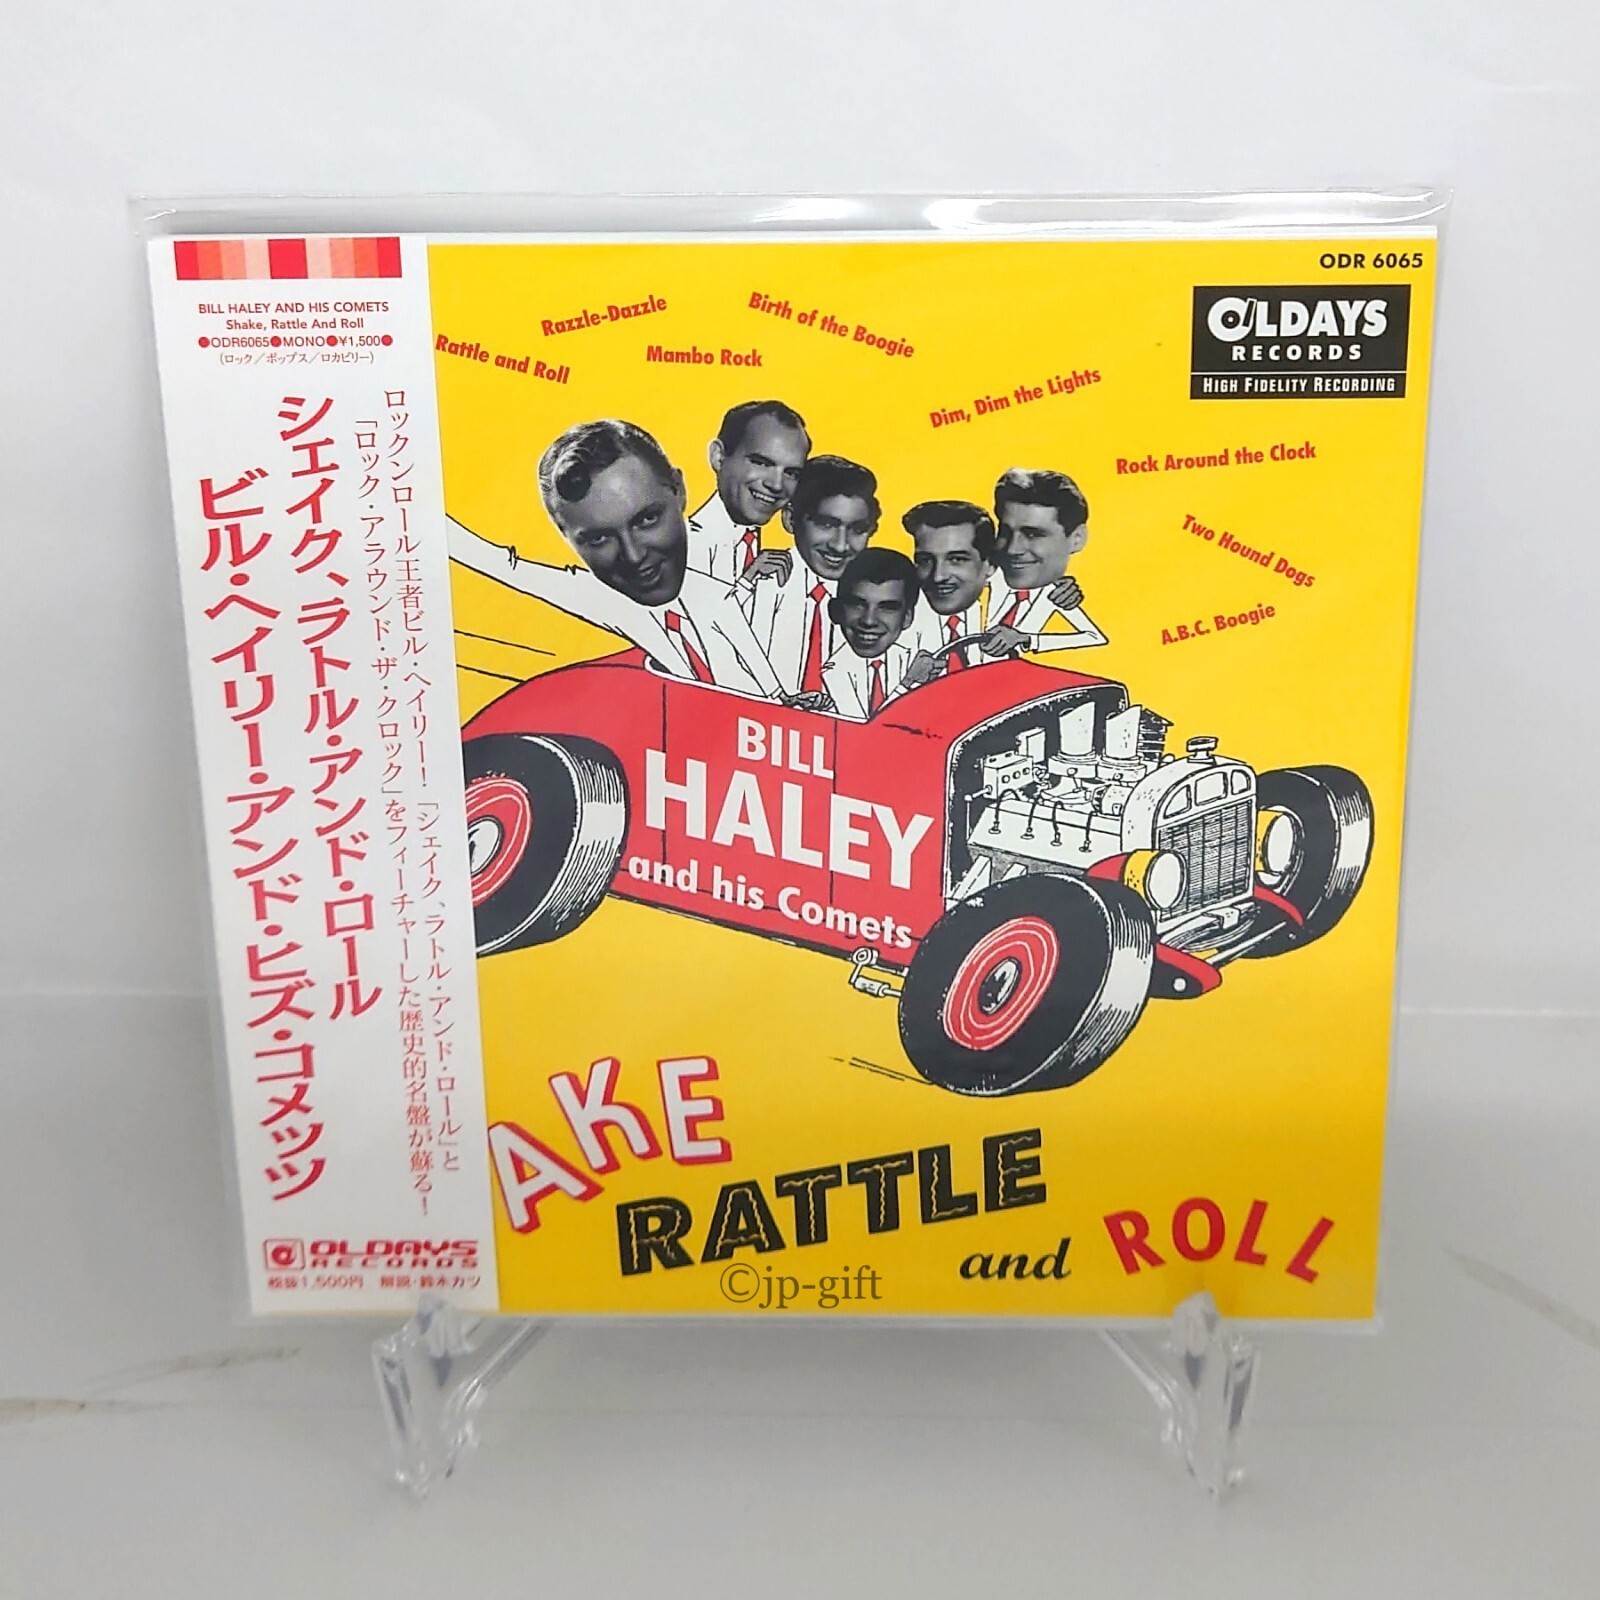 BILL HALEY AND HIS COMETS
Shake, Rattle And Roll
●ODR6065●MONO●¥1,500●
(ロック／ポップス／ロカビリー)
ロックンロール王者ビル・ヘイリー！「シェイク、ラトル・アンド・ロール」と
「ロック・アラウンド・ザ・クロック」をフィーチャーした歴史的名盤が蘇る！
シェイク、ラトル・アンド・ロール
ビル・ヘイリー・アンド・ヒズ・コメッツ
OLDAYS
RECORDS
税抜1,500円 解説・鈴木カツ
ODR 6065
OLDAYS
RECORDS
HIGH FIDELITY RECORDING
Rattle and Roll
Razzle-Dazzle
Mambo Rock
Birth of the Boogie
Dim, Dim the Lights
Rock Around the Clock
Two Hound Dogs
A.B.C. Boogie
BILL
HALEY
and his Comets
AKE
RATTLE
and ROLL
©jp-gift